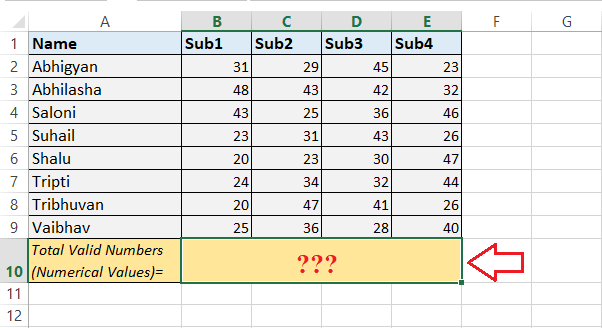 A B C D E F G
1 Name Sub1 Sub2 Sub3 Sub4
2 Abhigyan 31 29 45 23
3 Abhilasha 48 43 42 32
4 Saloni 43 25 36 46
5 Suhail 23 31 43 26
6 Shalu 20 23 30 47
7 Tripti 24 34 32 44
8 Tribhuvan 20 47 41 26
9 Vaibhav 25 36 28 40
Total Valid Numbers
10 (Numerical Values)= ???
11
12